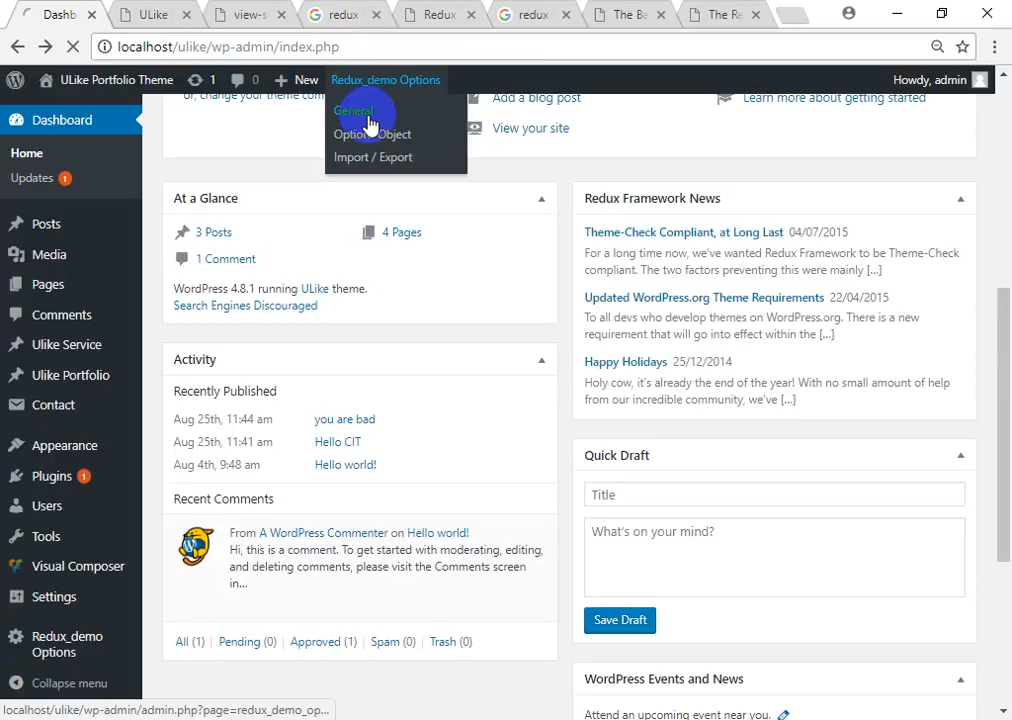 Dashb
ULike
view-s
redux
Redux
redux
The Ba
The Re
localhost/ulike/wp-admin/index.php
ULike Portfolio Theme
1
0
New
Redux_demo Options
Howdy, admin
or, change your theme com
Add a blog post
Learn more about getting started
View your site
General
Option Object
Import / Export
Dashboard
Home
Updates 1
Posts
Media
Pages
Comments
Ulike Service
Ulike Portfolio
Contact
Appearance
Plugins 1
Users
Tools
Visual Composer
Settings
Redux_demo
Options
Collapse menu
At a Glance
3 Posts
4 Pages
1 Comment
WordPress 4.8.1 running ULike theme.
Search Engines Discouraged
Activity
Recently Published
Aug 25th, 11:44 am you are bad
Aug 25th, 11:41 am Hello CIT
Aug 4th, 9:48 am Hello world!
Recent Comments
From A WordPress Commenter on Hello world!
Hi, this is a comment. To get started with moderating, editing,
and deleting comments, please visit the Comments screen
in...
All (1) | Pending (0) | Approved (1) | Spam (0) | Trash (0)
Redux Framework News
Theme-Check Compliant, at Long Last 04/07/2015
For a long time now, we've wanted Redux Framework to be Theme-Check
compliant. The two factors preventing this were mainly [...]
Updated WordPress.org Theme Requirements 22/04/2015
To all devs who develop themes on WordPress.org. There is a new
requirement that will go into effect within the [...]
Happy Holidays 25/12/2014
Holy cow, it's already the end of the year! With no small amount of help
from our incredible community, we've [...]
Quick Draft
Title
What's on your mind?
Save Draft
WordPress Events and News
Attend an upcoming event near you.
localhost/ulike/wp-admin/admin.php?page=redux_demo_op...